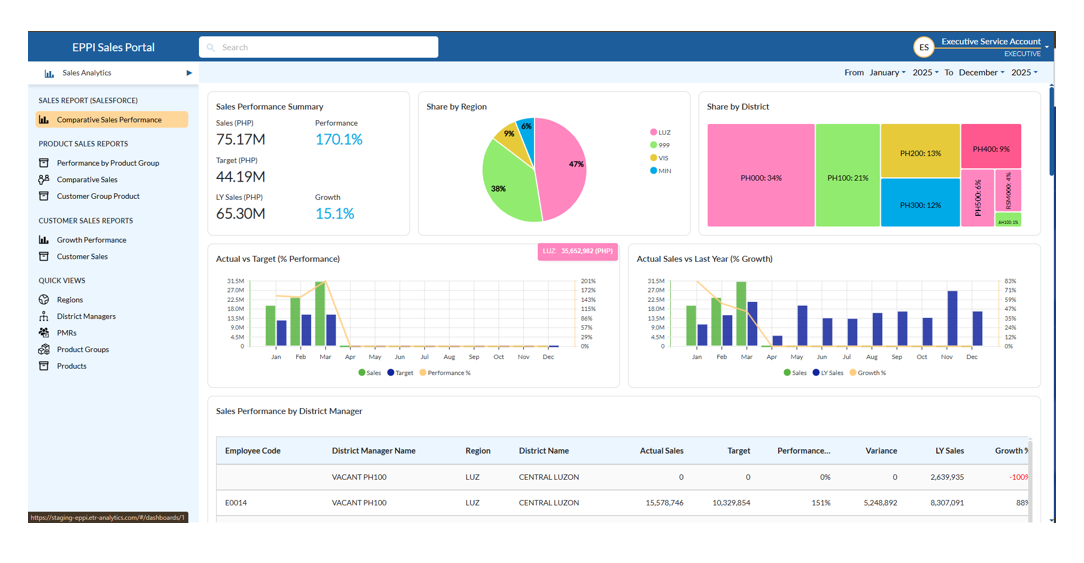 EPPI Sales Portal
Search
ES
Executive Service Account
EXECUTIVE
Sales Analytics
From January 2025 To December 2025
SALES REPORT (SALESFORCE)
Comparative Sales Performance
PRODUCT SALES REPORTS
Performance by Product Group
Comparative Sales
Customer Group Product
CUSTOMER SALES REPORTS
Growth Performance
Customer Sales
QUICK VIEWS
Regions
District Managers
PMRs
Product Groups
Products
Sales Performance Summary
Sales (PHP) Performance
75.17M 170.1%
Target (PHP)
44.19M
LY Sales (PHP) Growth
65.30M 15.1%
Share by Region
6%
9%
47%
38%
LUZ
999
VIS
MIN
Share by District
PH000: 34%
PH100: 21%
PH200: 13%
PH300: 12%
PH400: 9%
PH500: 6%
RSM000: 4%
AH100: 1%
LUZ: 35,652,982 (PHP)
Actual vs Target (% Performance)
31.5M 201%
27.0M 172%
22.5M 143%
18.0M 115%
13.5M 86%
9.0M 57%
4.5M 29%
0 0%
Jan Feb Mar Apr May Jun Jul Aug Sep Oct Nov Dec
Sales Target Performance %
Actual Sales vs Last Year (% Growth)
31.5M 83%
27.0M 71%
22.5M 59%
18.0M 47%
13.5M 35%
9.0M 24%
4.5M 12%
0 0%
Jan Feb Mar Apr May Jun Jul Aug Sep Oct Nov Dec
Sales LY Sales Growth %
Sales Performance by District Manager
Employee Code District Manager Name Region District Name Actual Sales Target Performance... Variance LY Sales Growth %
VACANT PH100 LUZ CENTRAL LUZON 0 0 0% 0 2,639,935 -100%
E0014 VACANT PH100 LUZ CENTRAL LUZON 15,578,746 10,329,854 151% 5,248,892 8,307,091 88%
https://staging-eppi.etr-analytics.com/#/dashboards/1